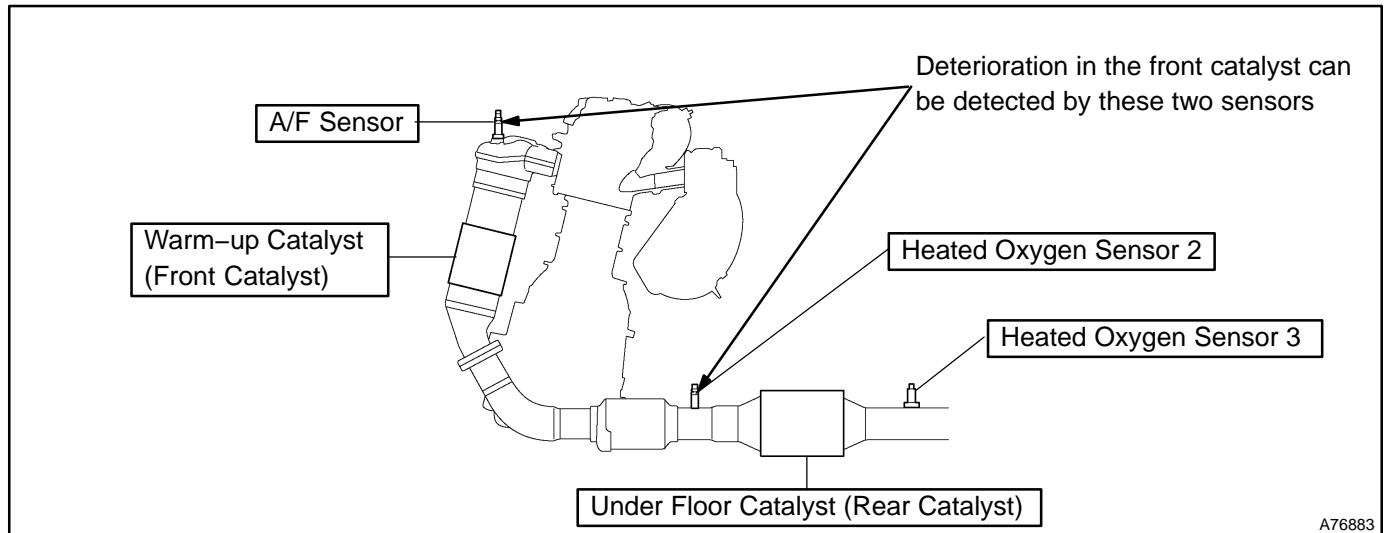 Deterioration in the front catalyst can
be detected by these two sensors
A/F Sensor
Warm−up Catalyst
(Front Catalyst)
Heated Oxygen Sensor 2
Heated Oxygen Sensor 3
Under Floor Catalyst (Rear Catalyst)
A76883